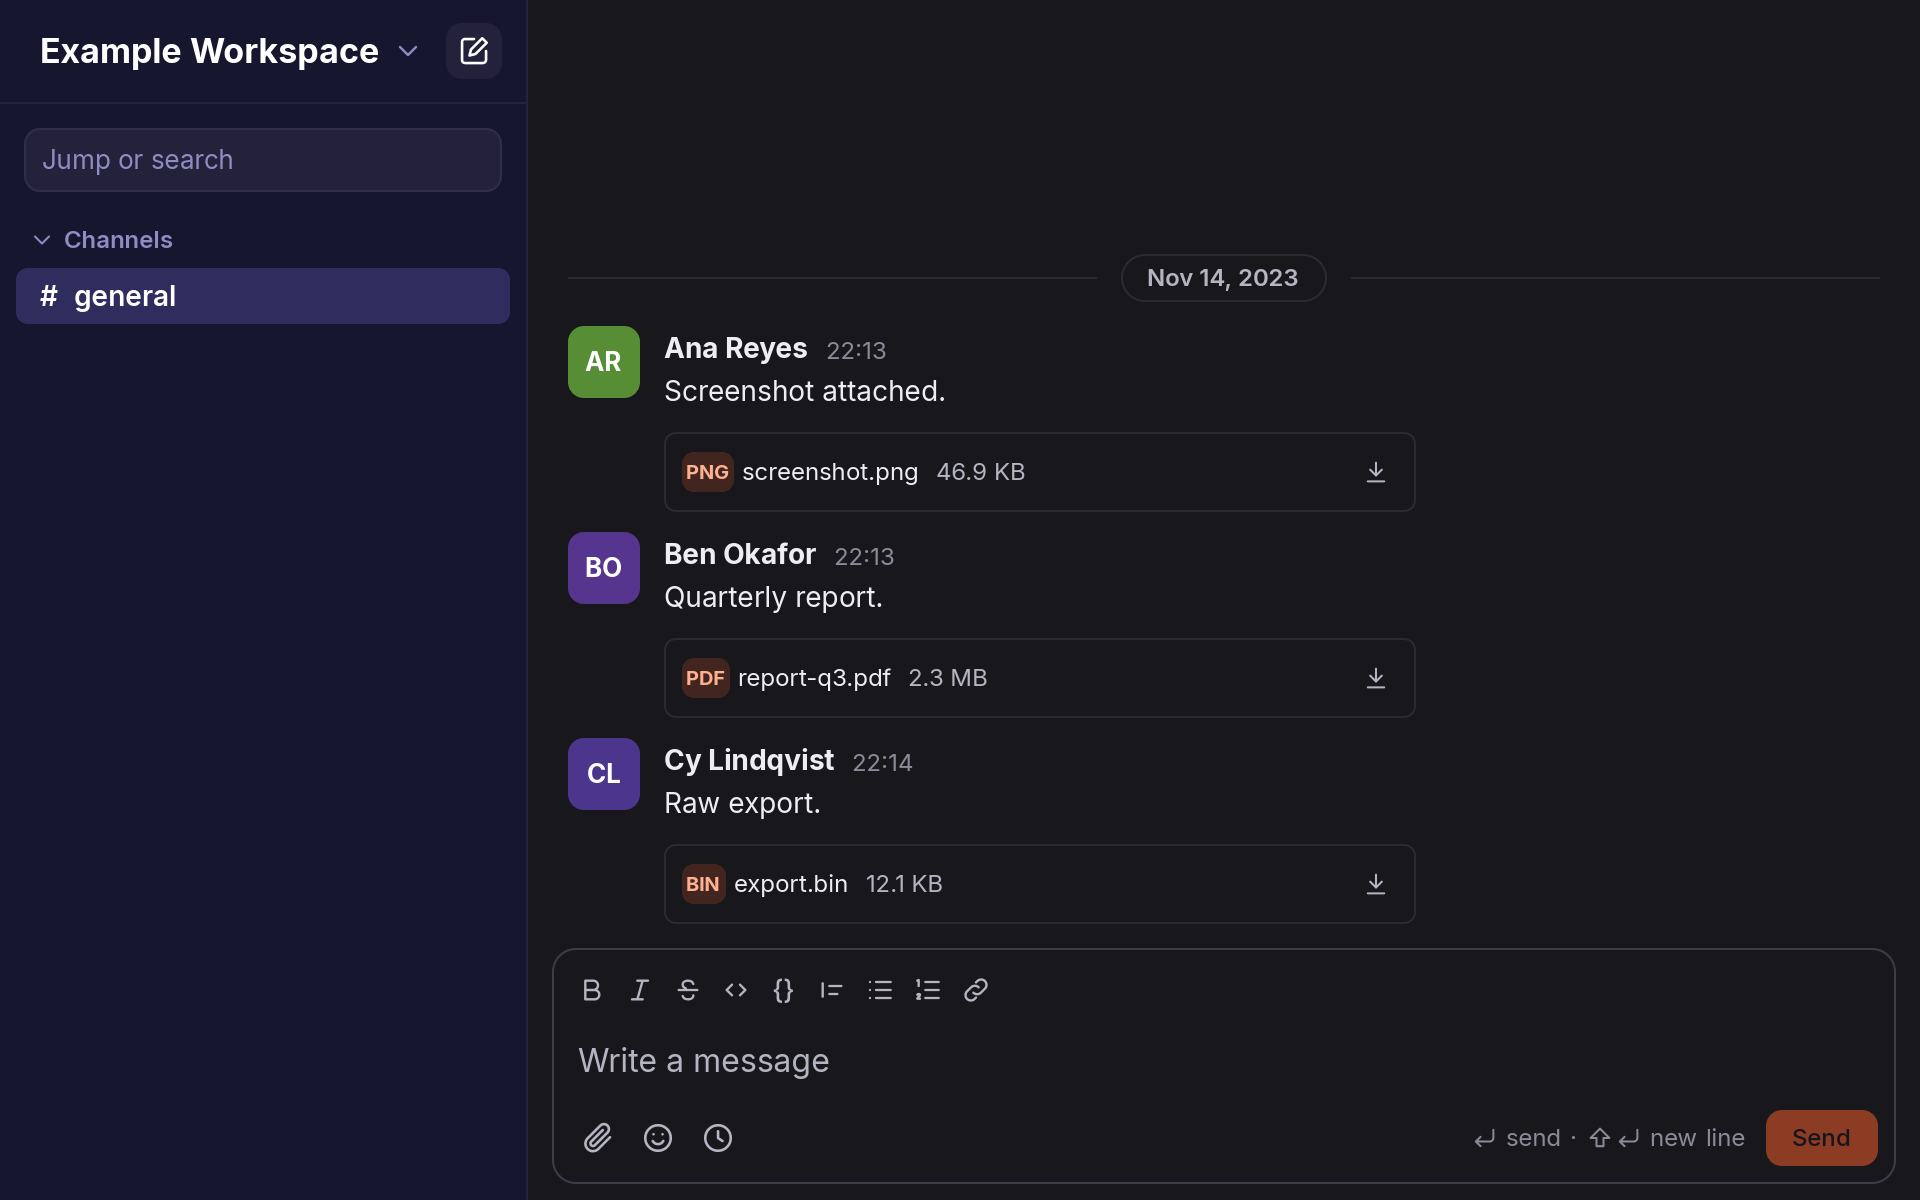 Example Workspace
Jump or search
Channels
# general
Nov 14, 2023
AR
Ana Reyes 22:13
Screenshot attached.
PNG screenshot.png 46.9 KB
BO
Ben Okafor 22:13
Quarterly report.
PDF report-q3.pdf 2.3 MB
CL
Cy Lindqvist 22:14
Raw export.
BIN export.bin 12.1 KB
Write a message
send · new line
Send